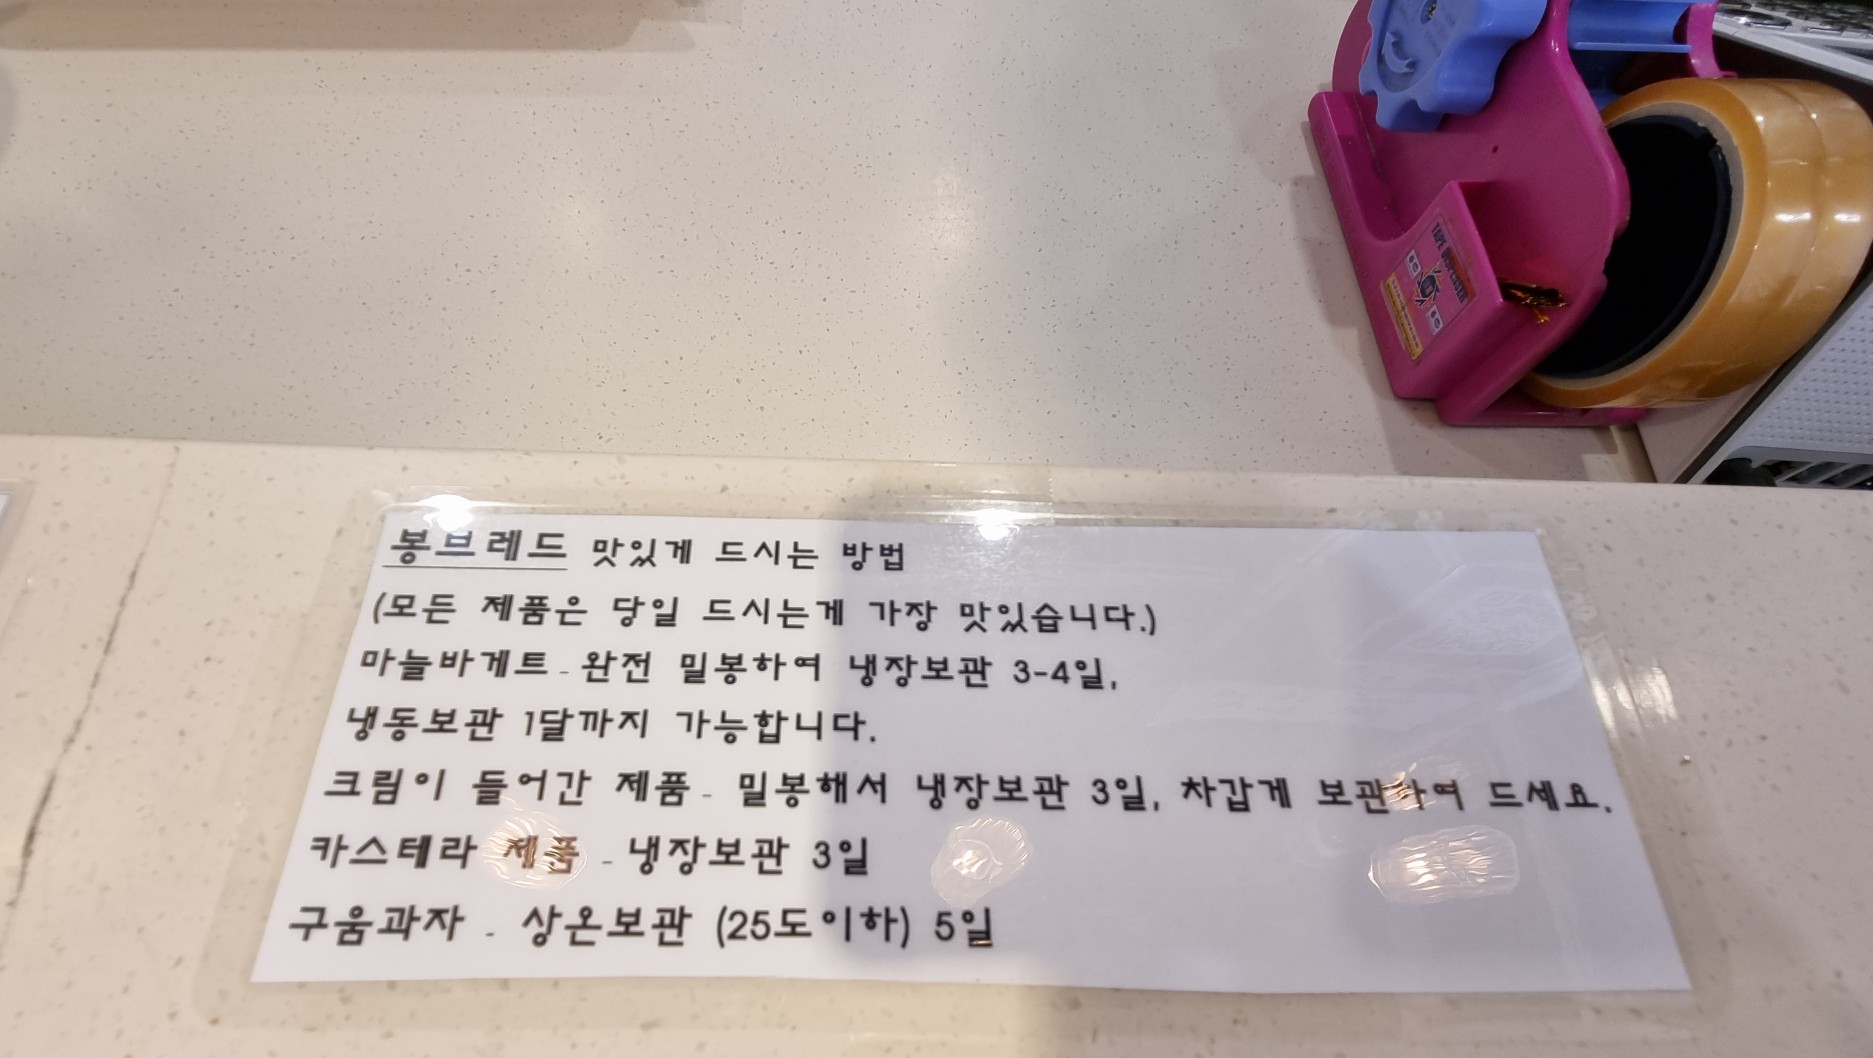 봉브레드 맛있게 드시는 방법
(모든 제품은 당일 드시는게 가장 맛있습니다.)
마늘바게트 - 완전 밀봉하여 냉장보관 3-4일,
냉동보관 1달까지 가능합니다.
크림이 들어간 제품 - 밀봉해서 냉장보관 3일, 차갑게 보관하여 드세요.
카스테라 제품 - 냉장보관 3일
구움과자 - 상온보관 (25도이하) 5일
TAPE DISPENSER